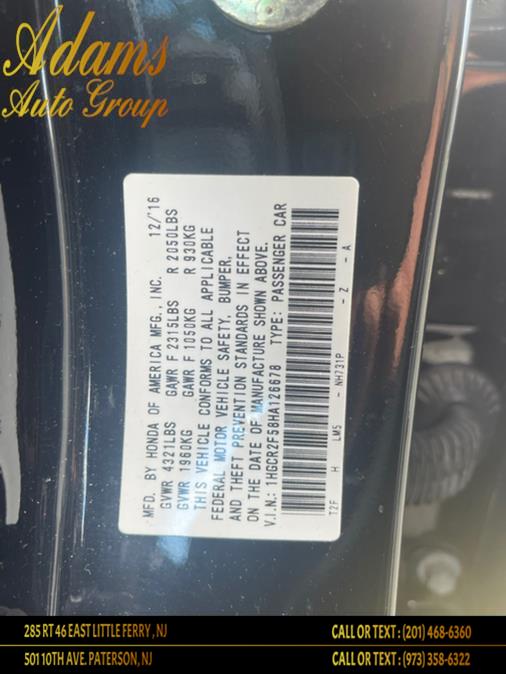 Adams
Auto Group
MFD. BY HONDA OF AMERICA MFG., INC. 12/'16
GVWR 4321LBS GAWR F 2315LBS R 2050LBS
GVWR 1960KG GAWR F 1050KG R 930KG
THIS VEHICLE CONFORMS TO ALL APPLICABLE
FEDERAL MOTOR VEHICLE SAFETY, BUMPER,
AND THEFT PREVENTION STANDARDS IN EFFECT
ON THE DATE OF MANUFACTURE SHOWN ABOVE.
V.I.N.: 1HGCR2F58HA126678 TYPE: PASSENGER CAR
T2F H LM5 - NH731P - Z - A
285 RT 46 EAST LITTLE FERRY , NJ
CALL OR TEXT : (201) 468-6360
501 10TH AVE. PATERSON, NJ
CALL OR TEXT : (973) 358-6322